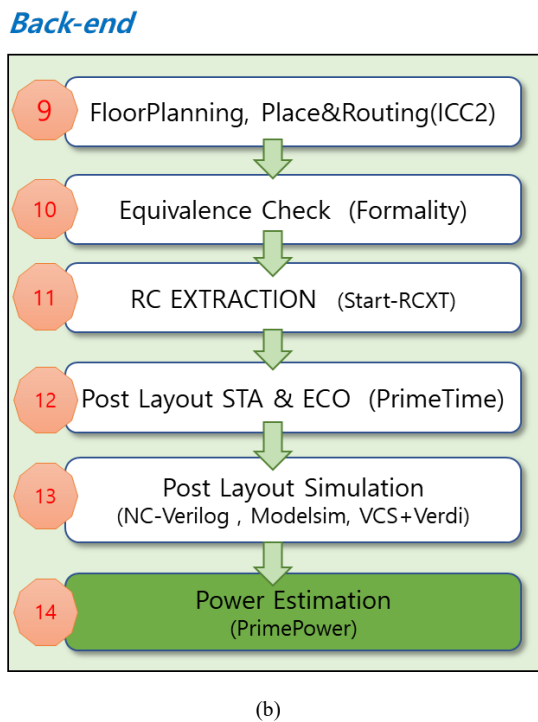 Back-end
9
FloorPlanning, Place&Routing(ICC2)
10
Equivalence Check (Formality)
11
RC EXTRACTION (Start-RCXT)
12
Post Layout STA & ECO (PrimeTime)
13
Post Layout Simulation
(NC-Verilog , Modelsim, VCS+Verdi)
14
Power Estimation
(PrimePower)
(b)